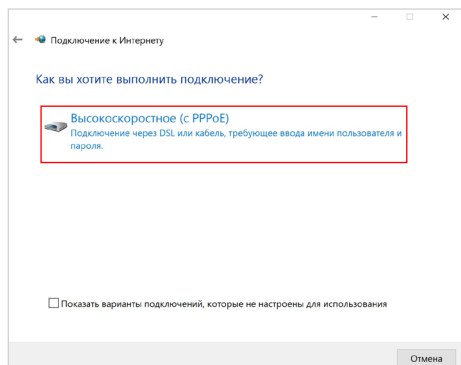 Подключение к Интернету
Как вы хотите выполнить подключение?
Высокоскоростное (с PPPoE)
Подключение через DSL или кабель, требующее ввода имени пользователя и
пароля.
Показать варианты подключений, которые не настроены для использования
Отмена